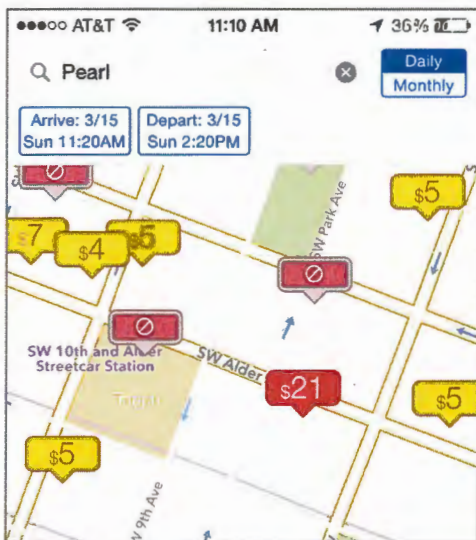 ●●●○○ AT&T 11:10 AM 36%
Pearl
Daily
Monthly
Arrive: 3/15
Sun 11:20AM
Depart: 3/15
Sun 2:20PM
$5
SW Park Ave
$7
$4
$5
SW 10th and Alder
Streetcar Station
SW Alder
$21
$5
Target
$5
W 9th Ave